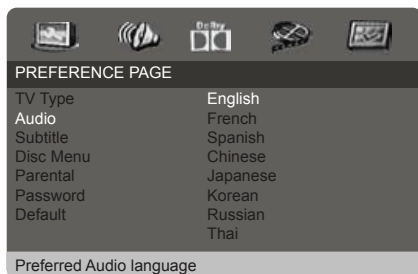 Dolby
PREFERENCE PAGE
TV Type
Audio
Subtitle
Disc Menu
Parental
Password
Default
English
French
Spanish
Chinese
Japanese
Korean
Russian
Thai
Preferred Audio language